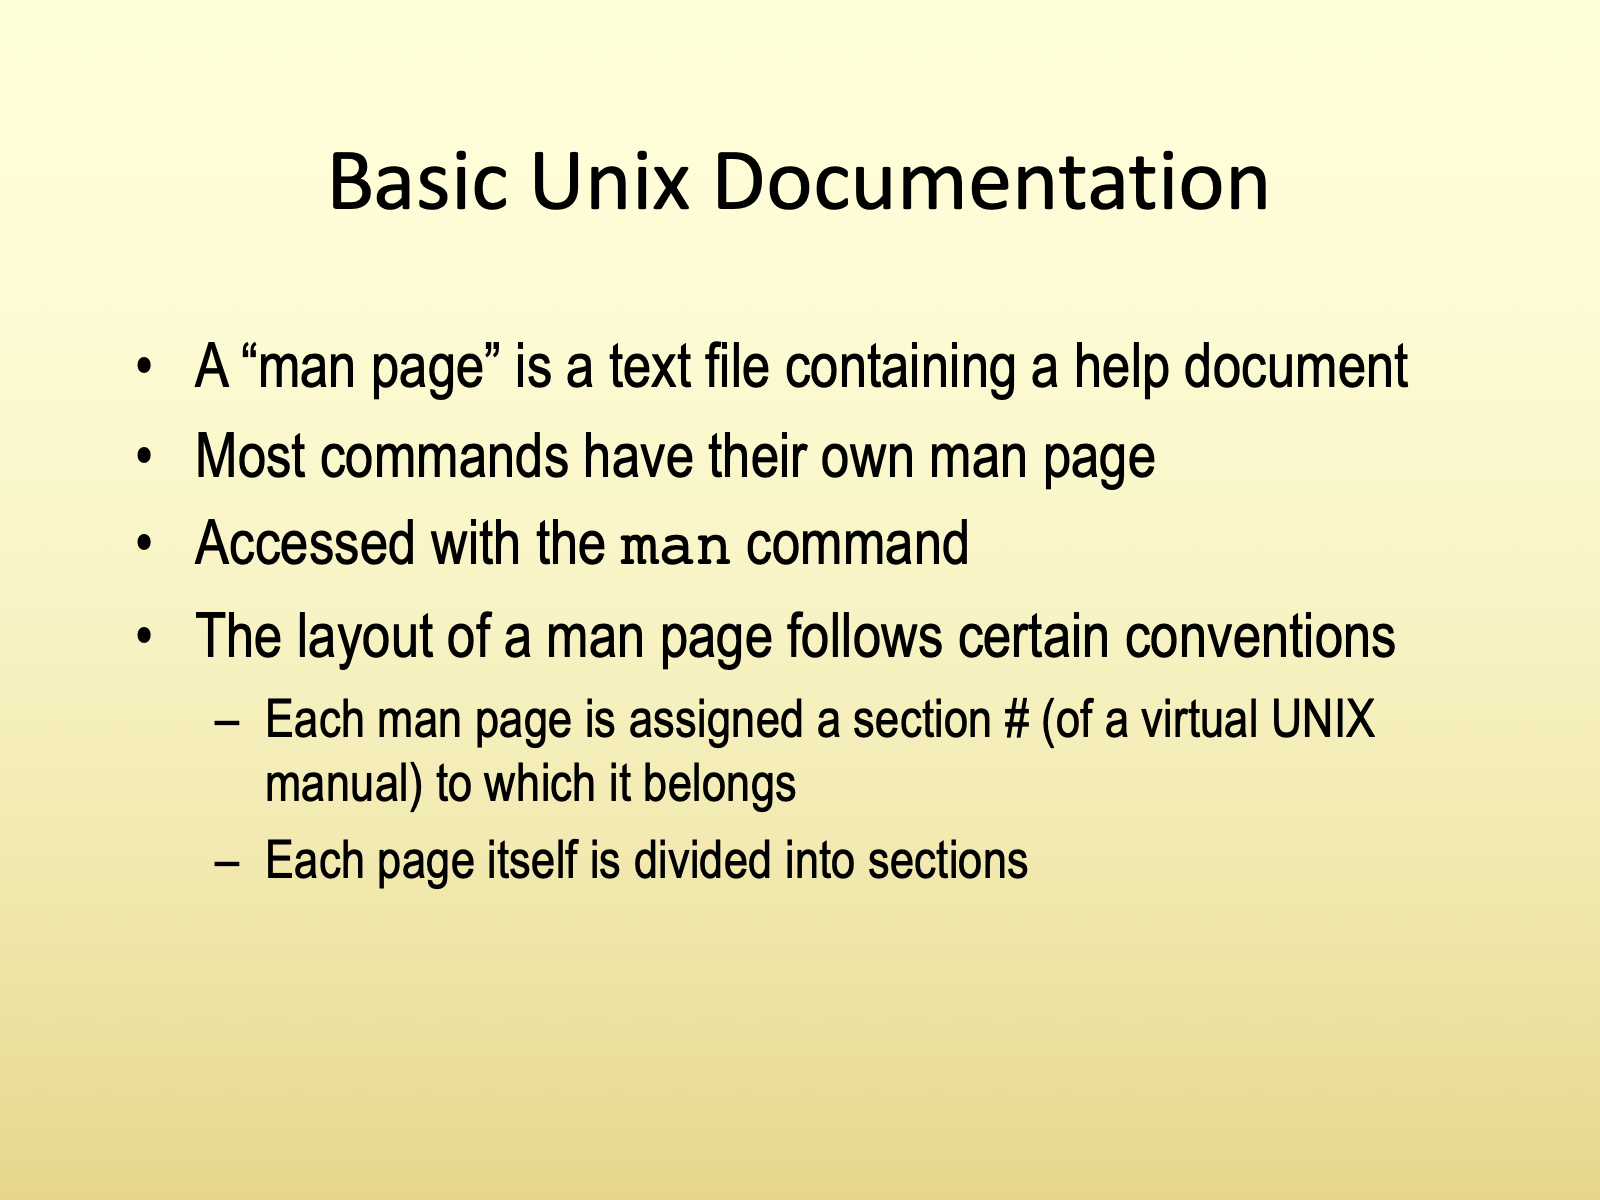 Basic Unix Documentation
• A “man page” is a text file containing a help document
• Most commands have their own man page
• Accessed with the man command
• The layout of a man page follows certain conventions
– Each man page is assigned a section # (of a virtual UNIX
manual) to which it belongs
– Each page itself is divided into sections